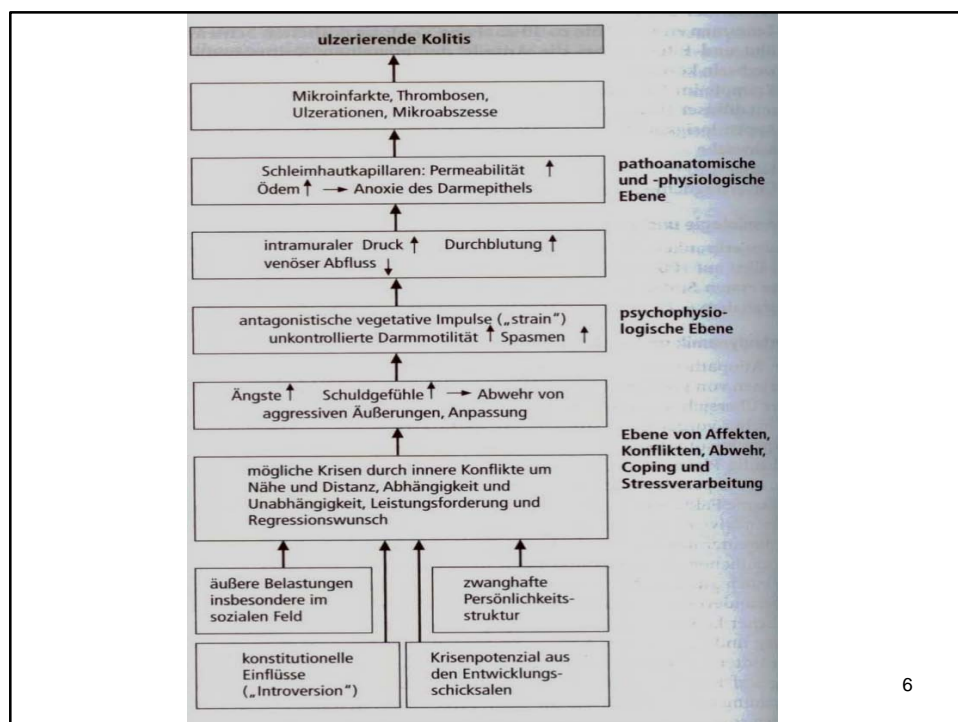 ulzerierende Kolitis
Mikroinfarkte, Thrombosen,
Ulzerationen, Mikroabszesse
Schleimhautkapillaren: Permeabilität ↑
Ödem ↑ → Anoxie des Darmepithels
pathoanatomische
und -physiologische
Ebene
intramuraler Druck ↑ Durchblutung ↑
venöser Abfluss ↓
antagonistische vegetative Impulse („strain“)
unkontrollierte Darmmotilität ↑ Spasmen ↑
psychophysio-
logische Ebene
Ängste ↑ Schuldgefühle ↑ → Abwehr von
aggressiven Äußerungen, Anpassung
Ebene von Affekten,
Konflikten, Abwehr,
Coping und
Stressverarbeitung
mögliche Krisen durch innere Konflikte um
Nähe und Distanz, Abhängigkeit und
Unabhängigkeit, Leistungsforderung und
Regressionswunsch
äußere Belastungen
insbesondere im
sozialen Feld
zwanghafte
Persönlichkeits-
struktur
konstitutionelle
Einflüsse
(„Introversion“)
Krisenpotenzial aus
den Entwicklungs-
schicksalen
6